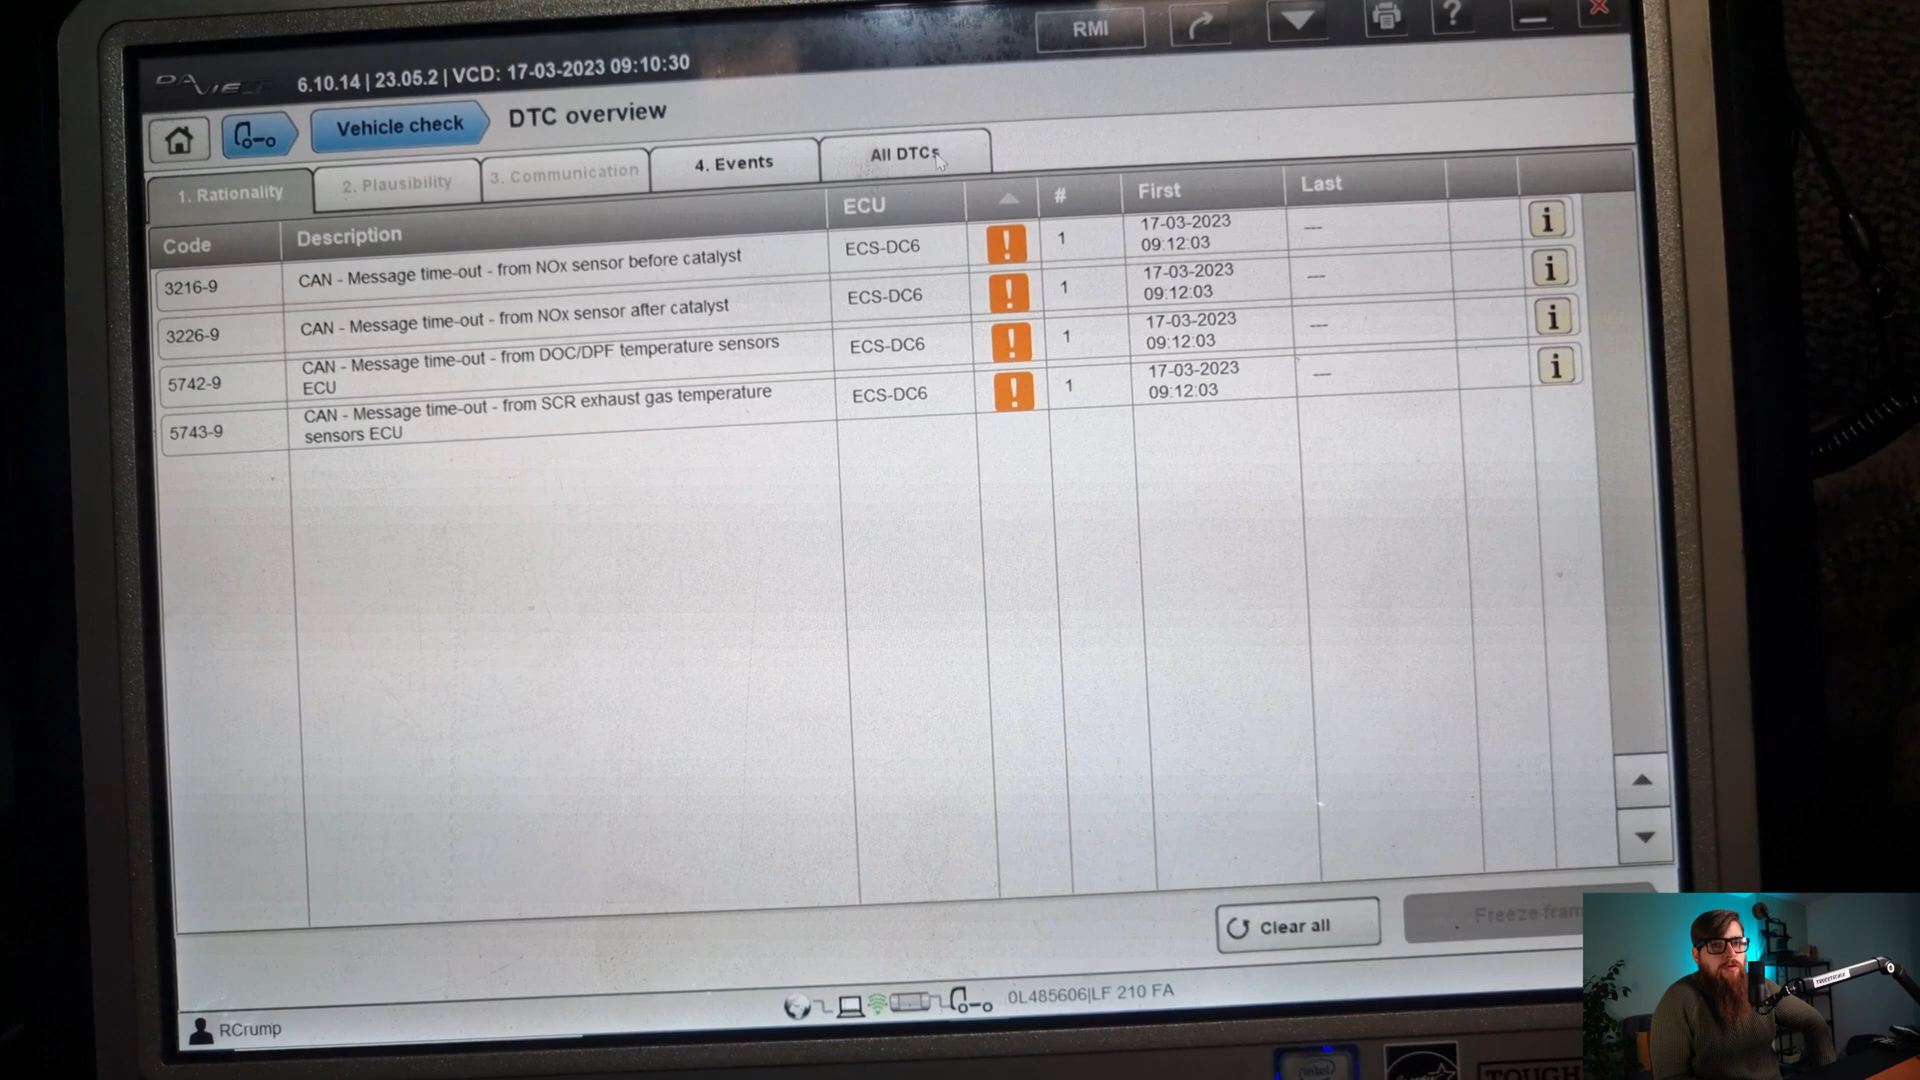 RMI
?
DAVIE
6.10.14 | 23.05.2 | VCD: 17-03-2023 09:10:30
Vehicle check
DTC overview
1. Rationality
2. Plausibility
3. Communication
4. Events
All DTCs
Code
Description
ECU
#
First
Last
3216-9
CAN - Message time-out - from NOx sensor before catalyst
ECS-DC6
!
1
17-03-2023
09:12:03
---
i
3226-9
CAN - Message time-out - from NOx sensor after catalyst
ECS-DC6
!
1
17-03-2023
09:12:03
---
i
5742-9
CAN - Message time-out - from DOC/DPF temperature sensors
ECU
ECS-DC6
!
1
17-03-2023
09:12:03
---
i
5743-9
CAN - Message time-out - from SCR exhaust gas temperature
sensors ECU
ECS-DC6
!
1
17-03-2023
09:12:03
---
i
Clear all
Freeze fram
0L485606|LF 210 FA
RCrump
intel
TOUGH